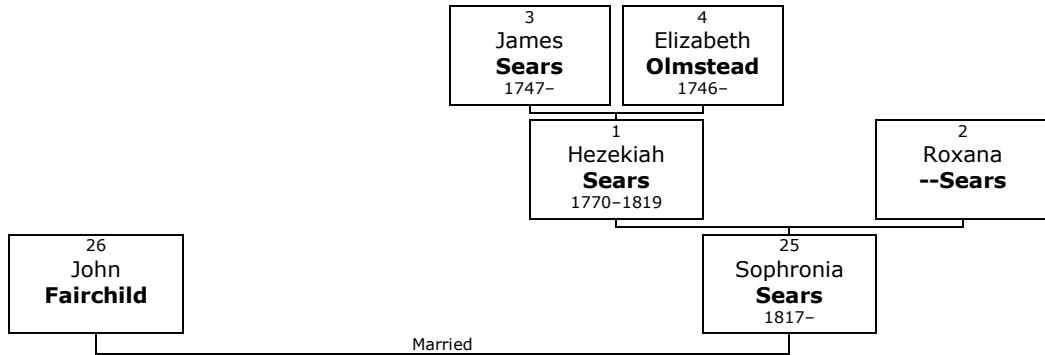 3
James
Sears
1747–
4
Elizabeth
Olmstead
1746–
1
Hezekiah
Sears
1770–1819
2
Roxana
--Sears
26
John
Fairchild
25
Sophronia
Sears
1817–
Married